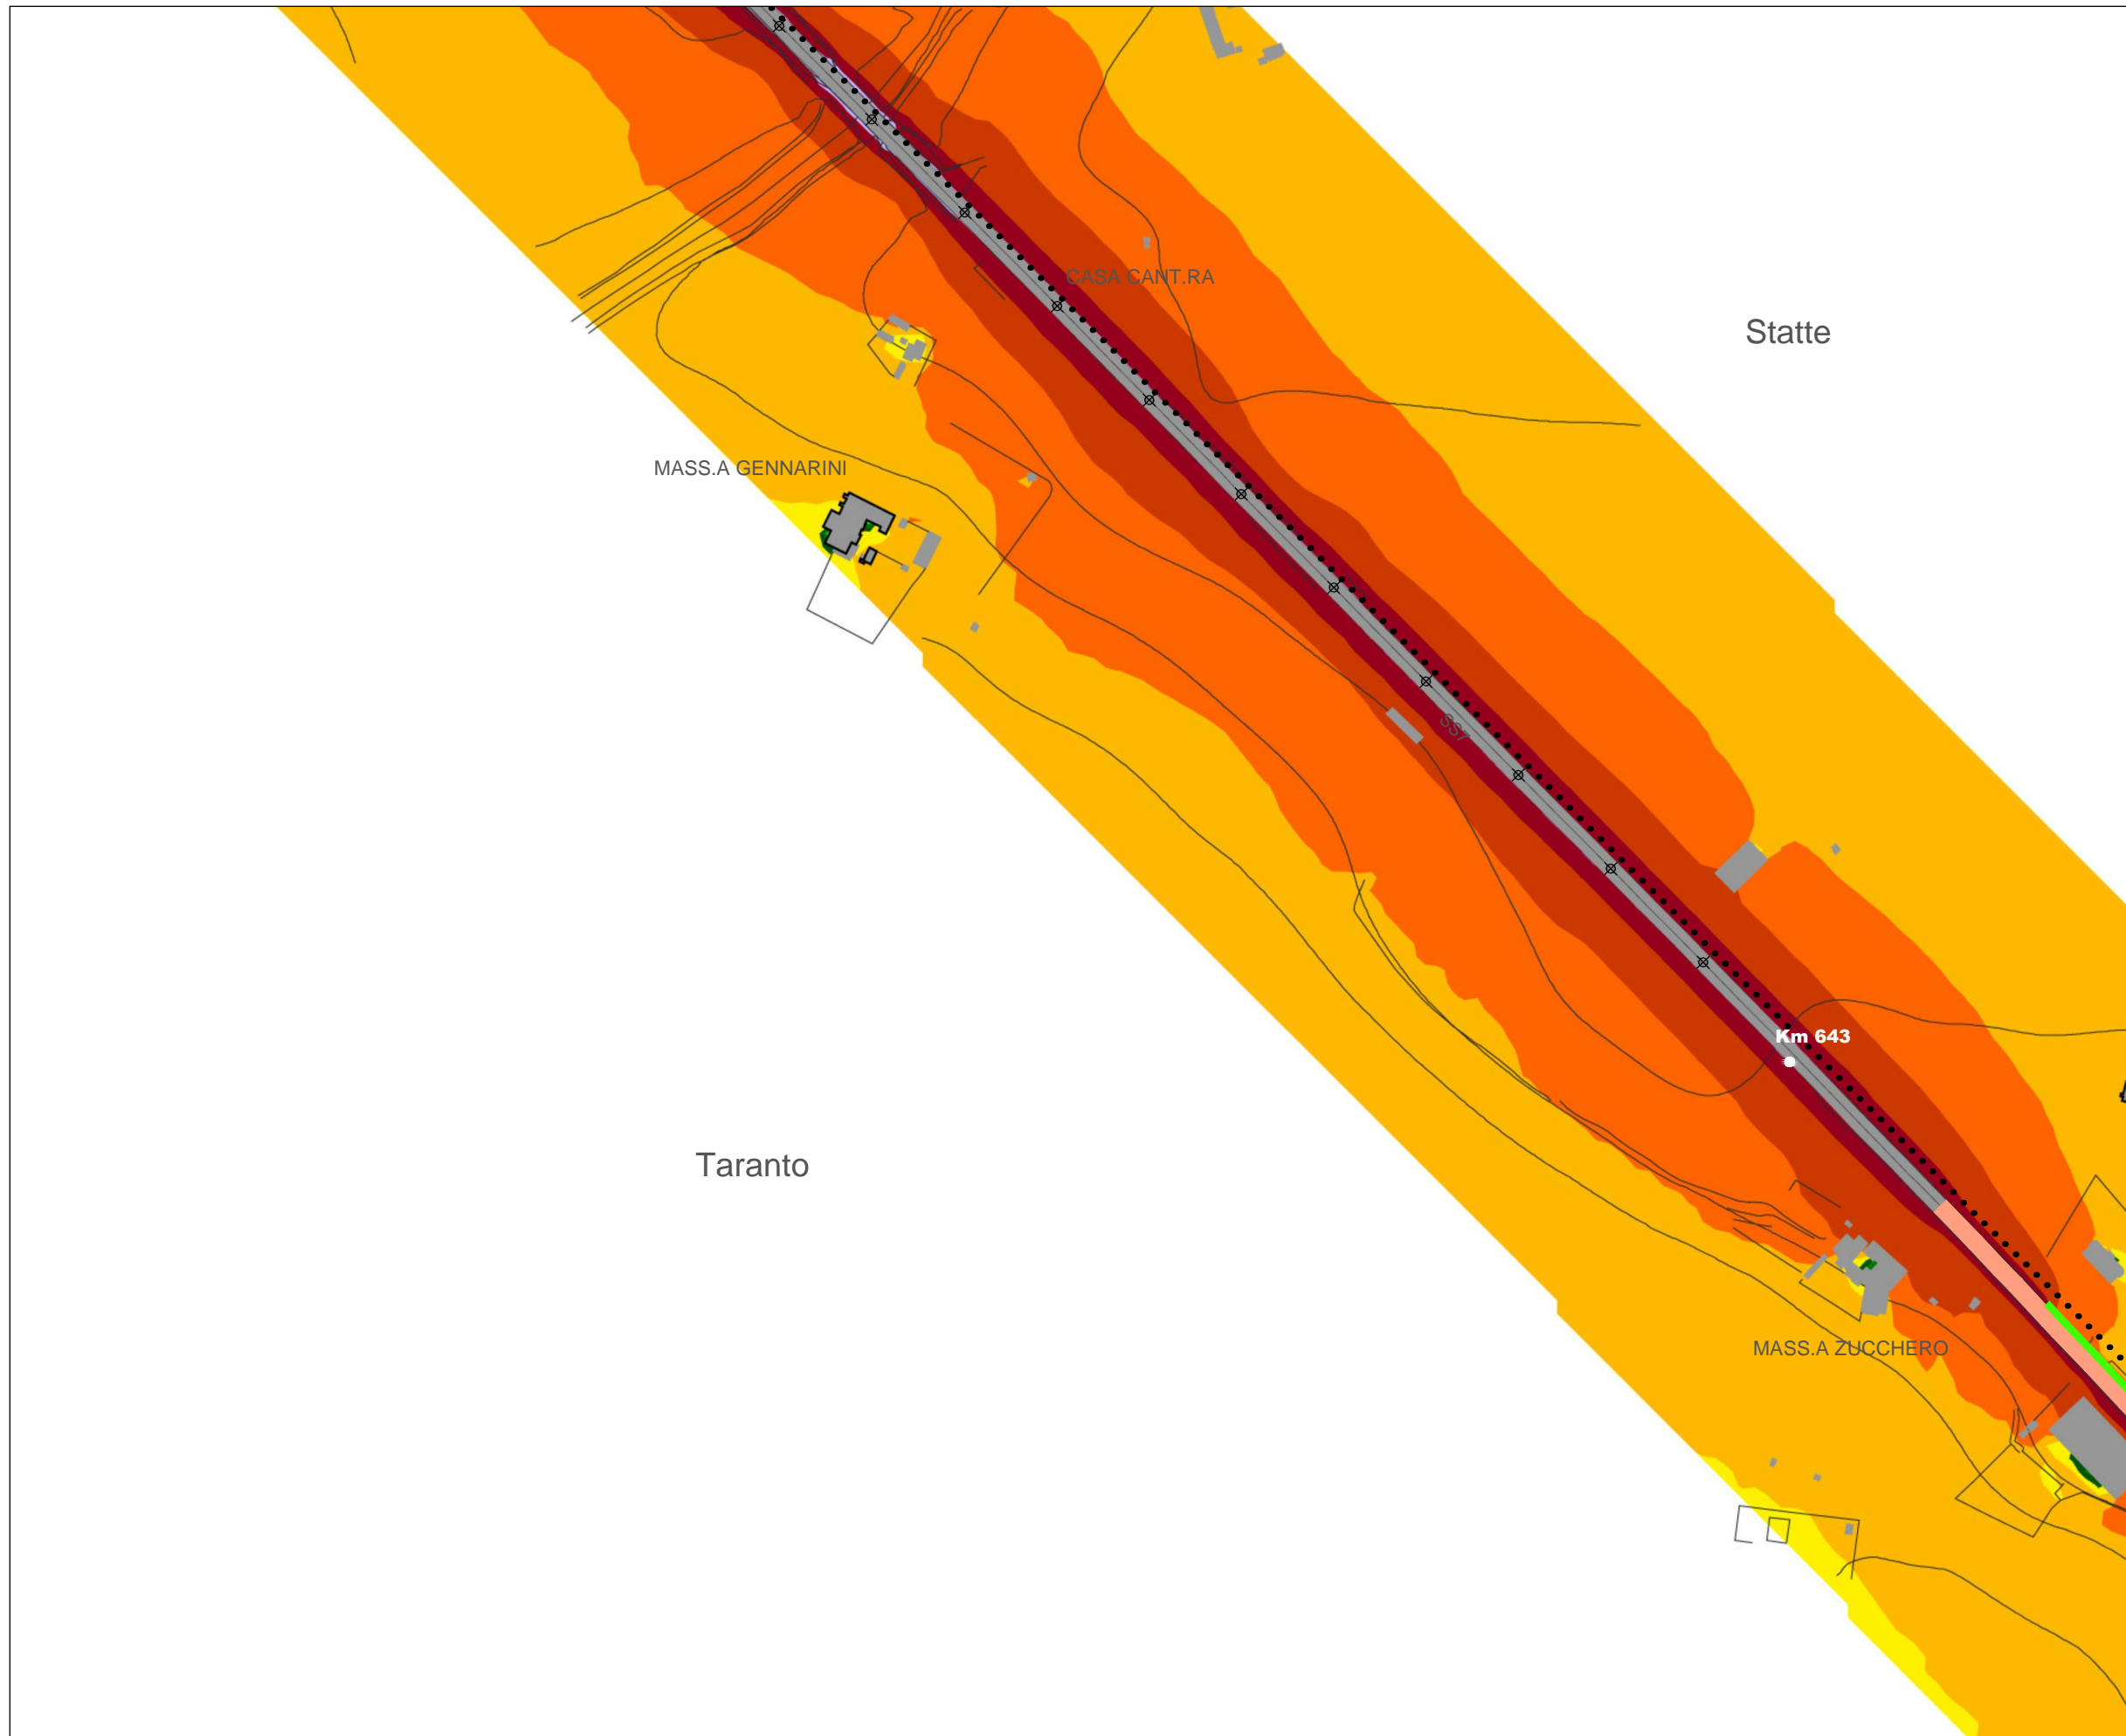 CASA CANT.RA
Statte
MASS.A GENNARINI
SS7
Km 643
Taranto
MASS.A ZUCCHERO